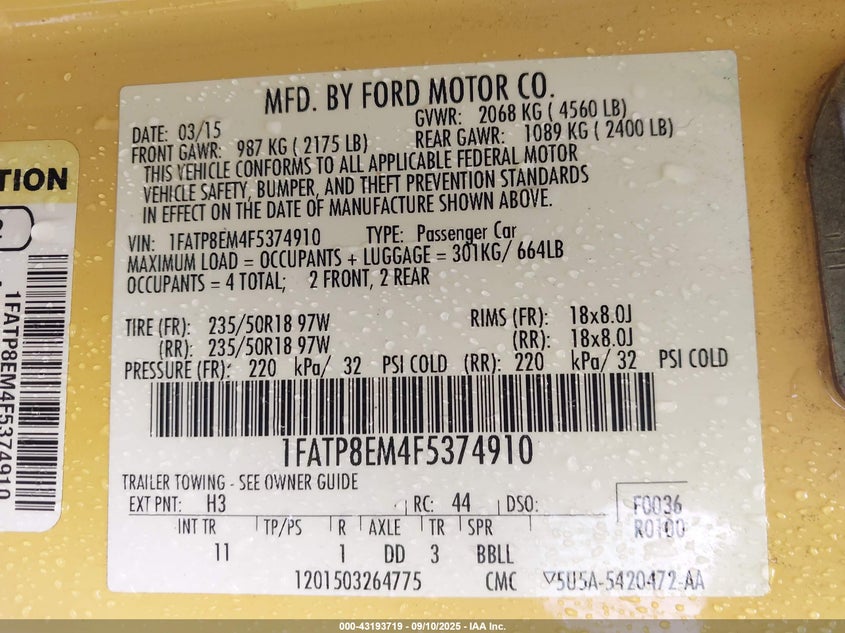 MFD. BY FORD MOTOR CO.
DATE: 03/15 GVWR: 2068 KG ( 4560 LB)
FRONT GAWR: 987 KG ( 2175 LB) REAR GAWR: 1089 KG ( 2400 LB)
THIS VEHICLE CONFORMS TO ALL APPLICABLE FEDERAL MOTOR
VEHICLE SAFETY, BUMPER, AND THEFT PREVENTION STANDARDS
IN EFFECT ON THE DATE OF MANUFACTURE SHOWN ABOVE.
VIN: 1FATP8EM4F5374910 TYPE: Passenger Car
MAXIMUM LOAD = OCCUPANTS + LUGGAGE = 301KG/ 664LB
OCCUPANTS = 4 TOTAL; 2 FRONT, 2 REAR
TIRE (FR): 235/50R18 97W RIMS (FR): 18x8.0J
(RR): 235/50R18 97W (RR): 18x8.0J
PRESSURE (FR): 220 kPa/ 32 PSI COLD (RR): 220 kPa/ 32 PSI COLD
1FATP8EM4F5374910
TRAILER TOWING - SEE OWNER GUIDE
EXT PNT: H3 RC: 44 DSO: F0036
R0100
INT TR TP/PS R AXLE TR SPR
11 1 DD 3 BBLL
1201503264775 CMC ▽5U5A-5420472-AA
TION
1FATP8EM4F5374910
000-43193719 - 09/10/2025 - IAA Inc.